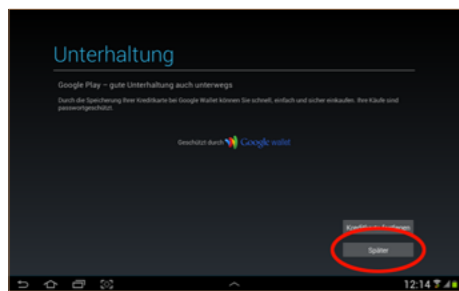 Unterhaltung
Google Play – gute Unterhaltung auch unterwegs
Durch die Speicherung Ihrer Kreditkarte bei Google Wallet können Sie schnell, einfach und sicher einkaufen. Ihre Käufe sind
passwortgeschützt.
Geschützt durch Google wallet
Später
12:14